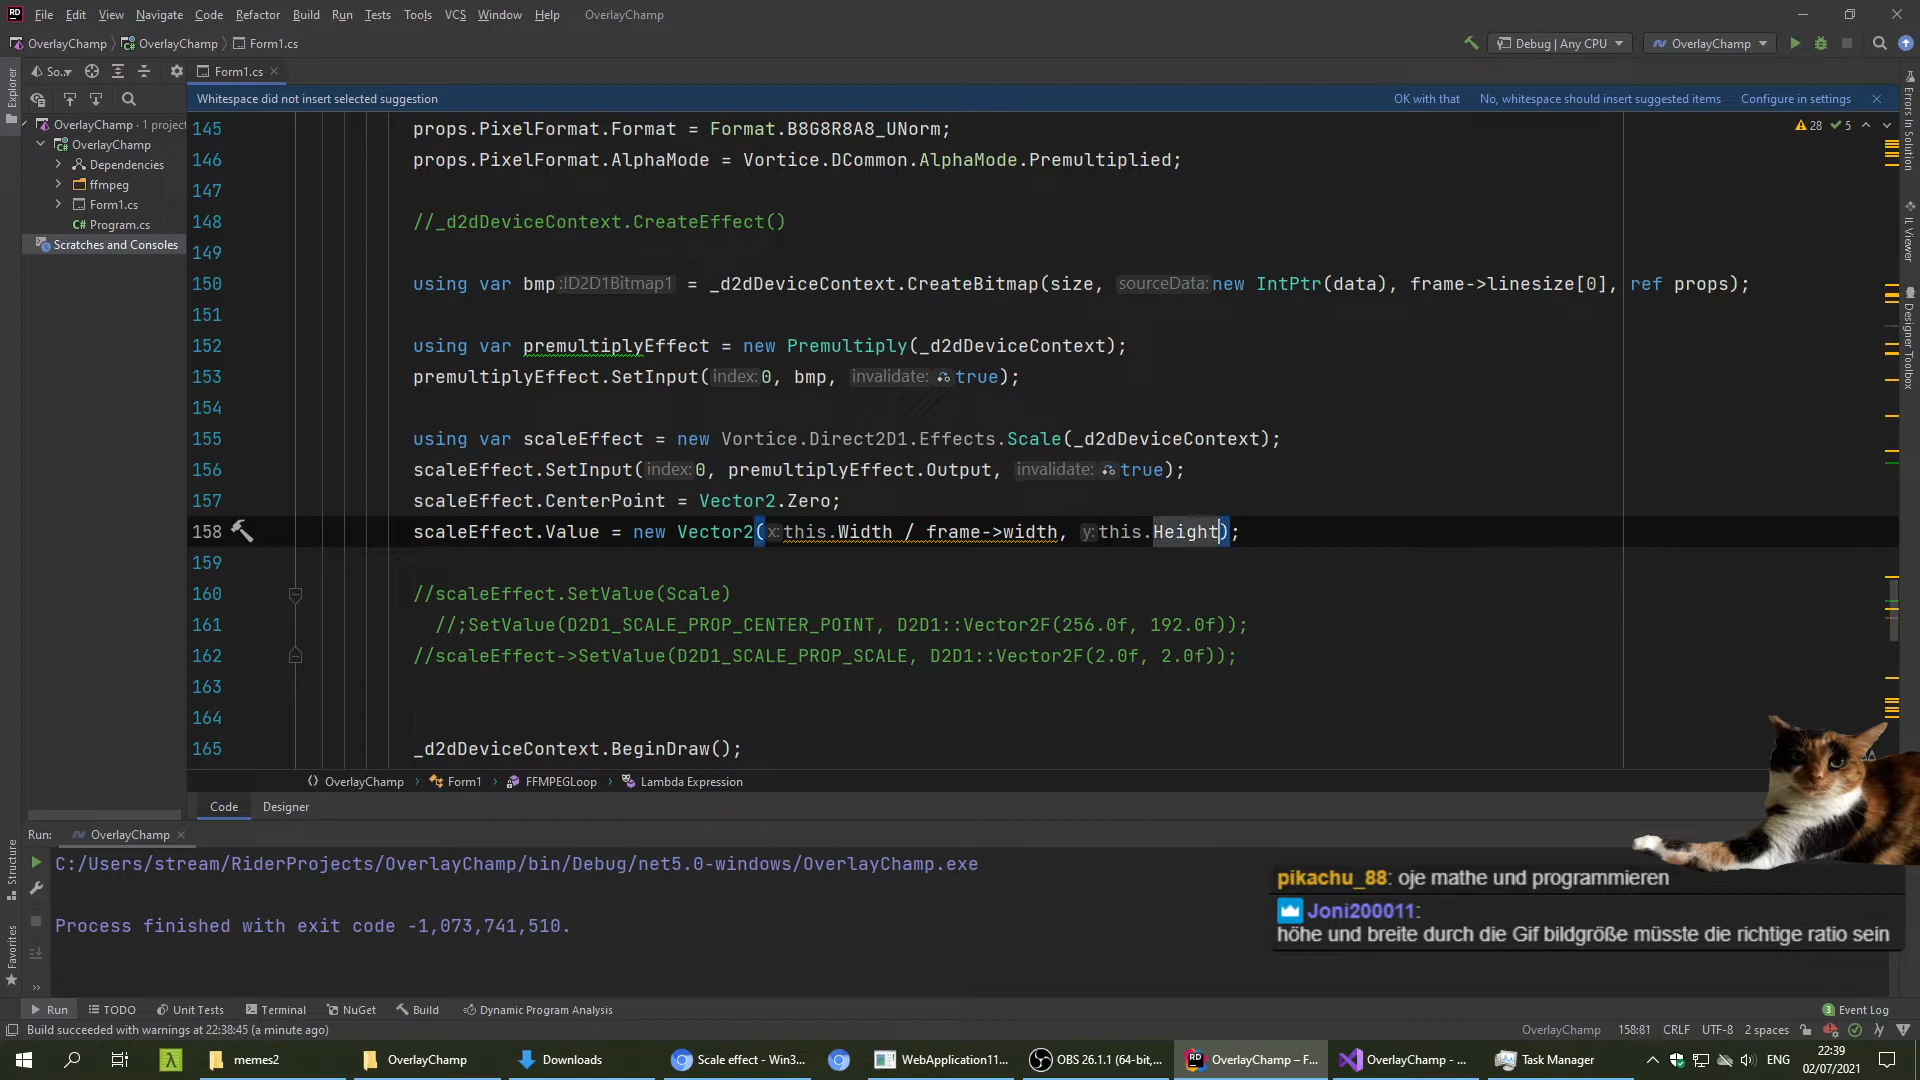 File Edit View Navigate Code Refactor Build Run Tests Tools VCS Window Help OverlayChamp
OverlayChamp OverlayChamp Form1.cs Debug | Any CPU OverlayChamp
So.. Form1.cs
Whitespace did not insert selected suggestion OK with that No, whitespace should insert suggested items Configure in settings
Explorer
OverlayChamp · 1 project
OverlayChamp
Dependencies
ffmpeg
Form1.cs
Program.cs
Scratches and Consoles
28 5
145 props.PixelFormat.Format = Format.B8G8R8A8_UNorm;
146 props.PixelFormat.AlphaMode = Vortice.DCommon.AlphaMode.Premultiplied;
147
148 //_d2dDeviceContext.CreateEffect()
149
150 using var bmp:ID2D1Bitmap1 = _d2dDeviceContext.CreateBitmap(size, sourceData:new IntPtr(data), frame->linesize[0], ref props);
151
152 using var premultiplyEffect = new Premultiply(_d2dDeviceContext);
153 premultiplyEffect.SetInput(index:0, bmp, invalidate:true);
154
155 using var scaleEffect = new Vortice.Direct2D1.Effects.Scale(_d2dDeviceContext);
156 scaleEffect.SetInput(index:0, premultiplyEffect.Output, invalidate:true);
157 scaleEffect.CenterPoint = Vector2.Zero;
158 scaleEffect.Value = new Vector2(x:this.Width / frame->width, y:this.Height);
159
160 //scaleEffect.SetValue(Scale)
161 //;SetValue(D2D1_SCALE_PROP_CENTER_POINT, D2D1::Vector2F(256.0f, 192.0f));
162 //scaleEffect->SetValue(D2D1_SCALE_PROP_SCALE, D2D1::Vector2F(2.0f, 2.0f));
163
164
165 _d2dDeviceContext.BeginDraw();
Errors In Solution
IL Viewer
Designer Toolbox
OverlayChamp Form1 FFMPEGLoop Lambda Expression
Code Designer
Run: OverlayChamp
C:/Users/stream/RiderProjects/OverlayChamp/bin/Debug/net5.0-windows/OverlayChamp.exe
Process finished with exit code -1,073,741,510.
Structure
Favorites
pikachu_88: oje mathe und programmieren
Joni200011:
höhe und breite durch die Gif bildgröße müsste die richtige ratio sein
Run TODO Unit Tests Terminal NuGet Build Dynamic Program Analysis 3 Event Log
Build succeeded with warnings at 22:38:45 (a minute ago) OverlayChamp 158:81 CRLF UTF-8 2 spaces
memes2 OverlayChamp Downloads Scale effect - Win3... WebApplication11... OBS 26.1.1 (64-bit,... OverlayChamp – F... OverlayChamp - ... Task Manager ENG 22:39
02/07/2021